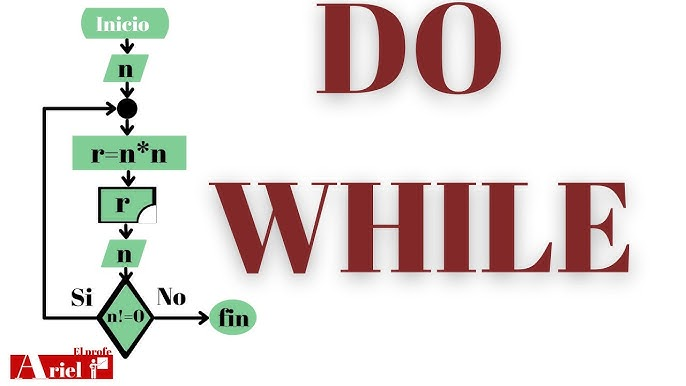 Inicio
n
r=n*n
r
n
Si
No
n!=0
fin
DO
WHILE
El profe
Ariel